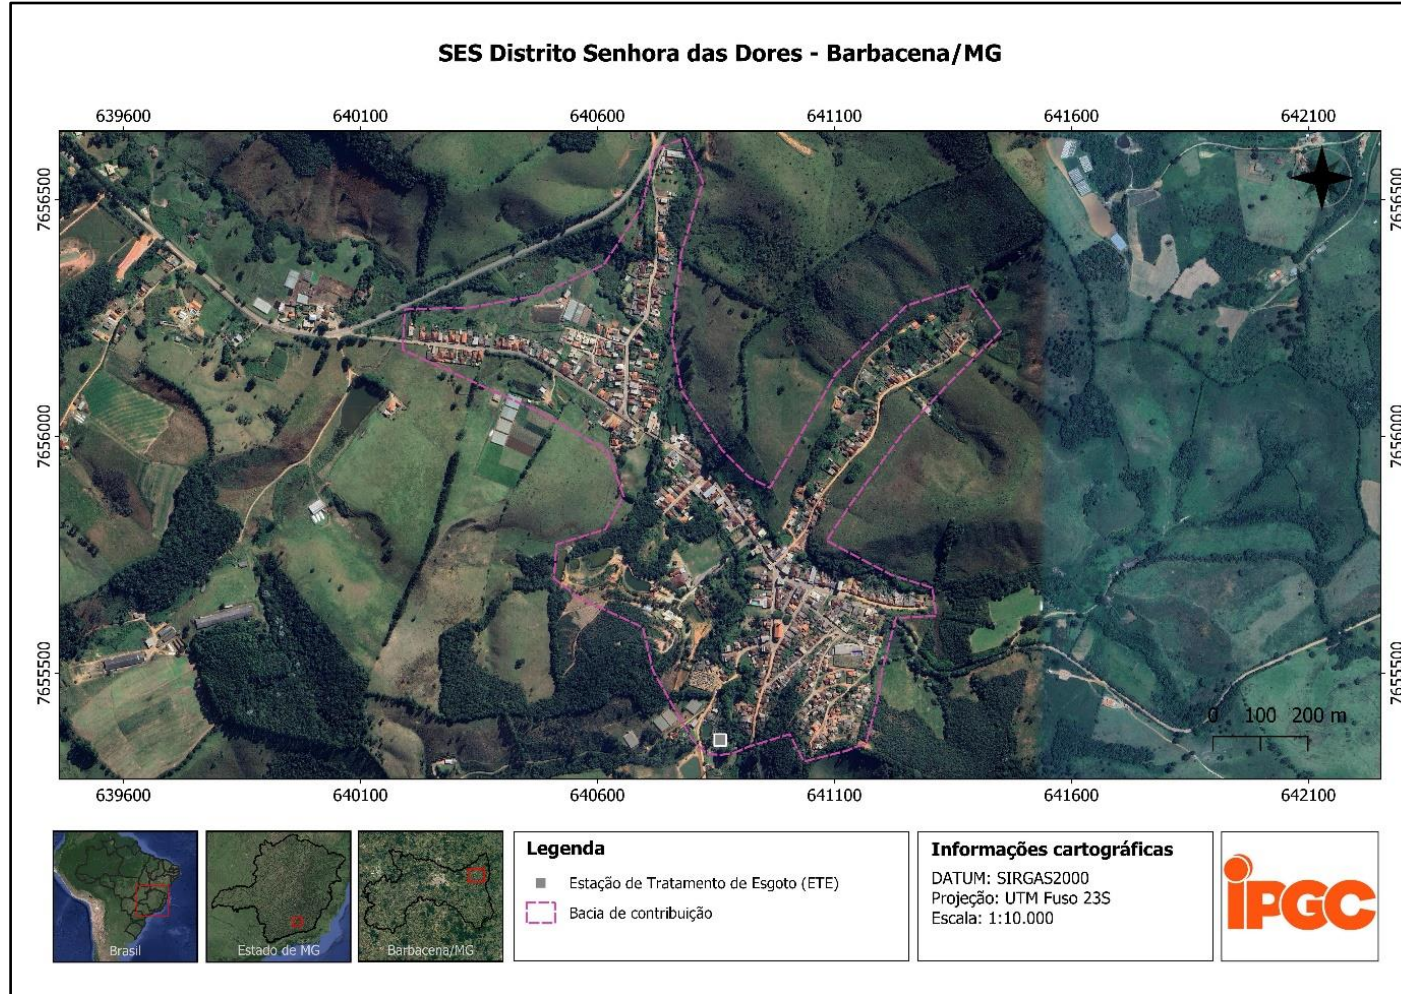 SES Distrito Senhora das Dores - Barbacena/MG
639600 640100 640600 641100 641600 642100
7656500 7656500
7656000 7656000
7655500 7655500
0 100 200 m
639600 640100 640600 641100 641600 642100
Brasil
Estado de MG
Barbacena/MG
Legenda
Estação de Tratamento de Esgoto (ETE)
Bacia de contribuição
Informações cartográficas
DATUM: SIRGAS2000
Projeção: UTM Fuso 23S
Escala: 1:10.000
iPGC